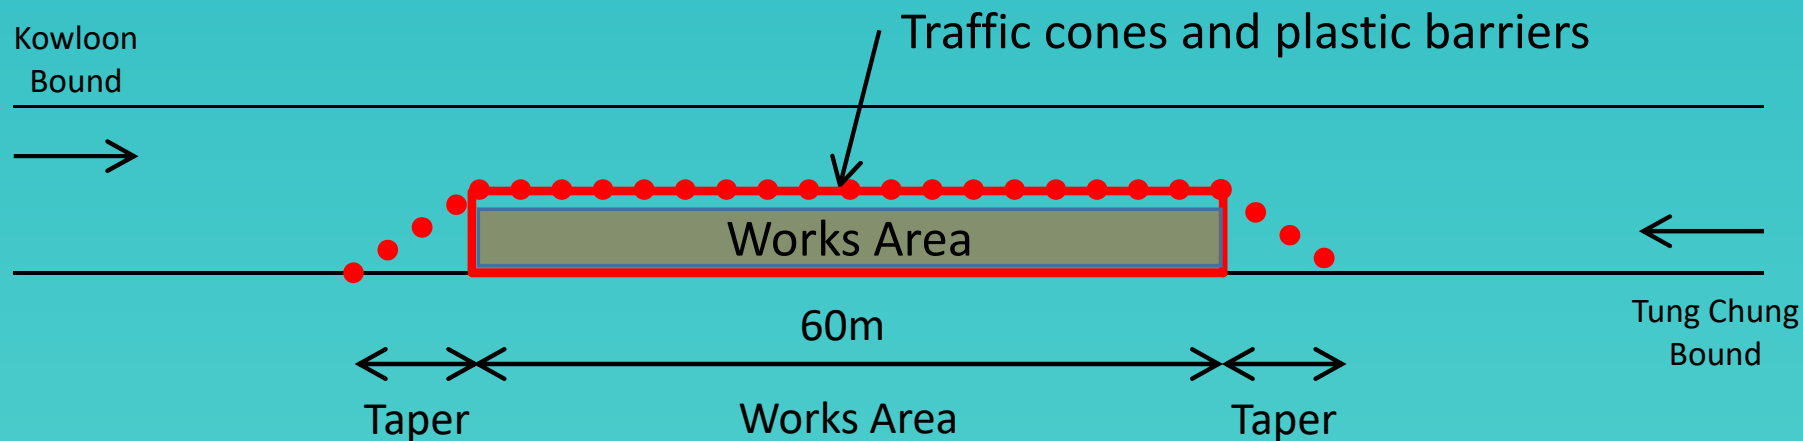 Kowloon
Bound
Traffic cones and plastic barriers
Works Area
60m
Tung Chung
Bound
Taper
Works Area
Taper